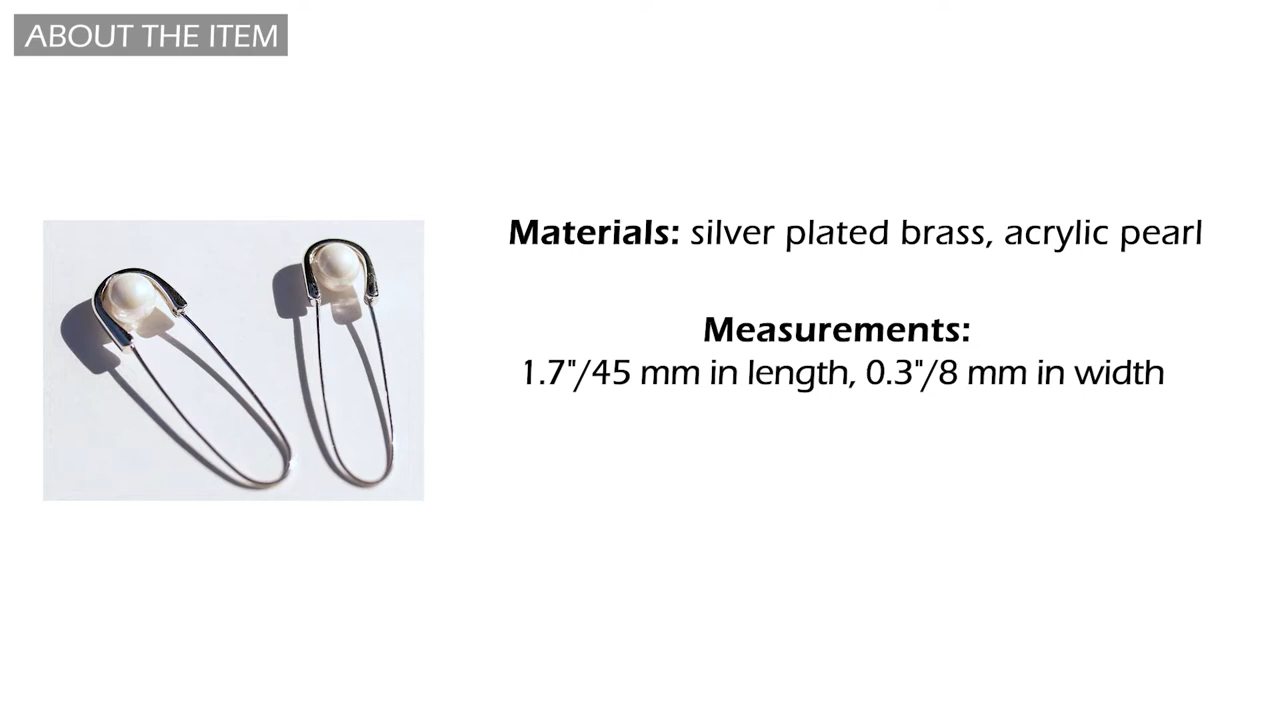 ABOUT THE ITEM
Materials: silver plated brass, acrylic pearl
Measurements:
1.7"/45 mm in length, 0.3"/8 mm in width